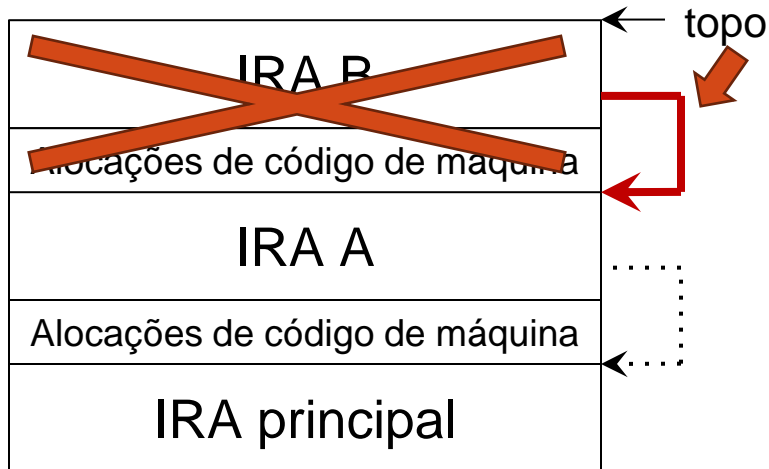 topo
IRA B
Alocações de código de máquina
IRA A
Alocações de código de máquina
IRA principal